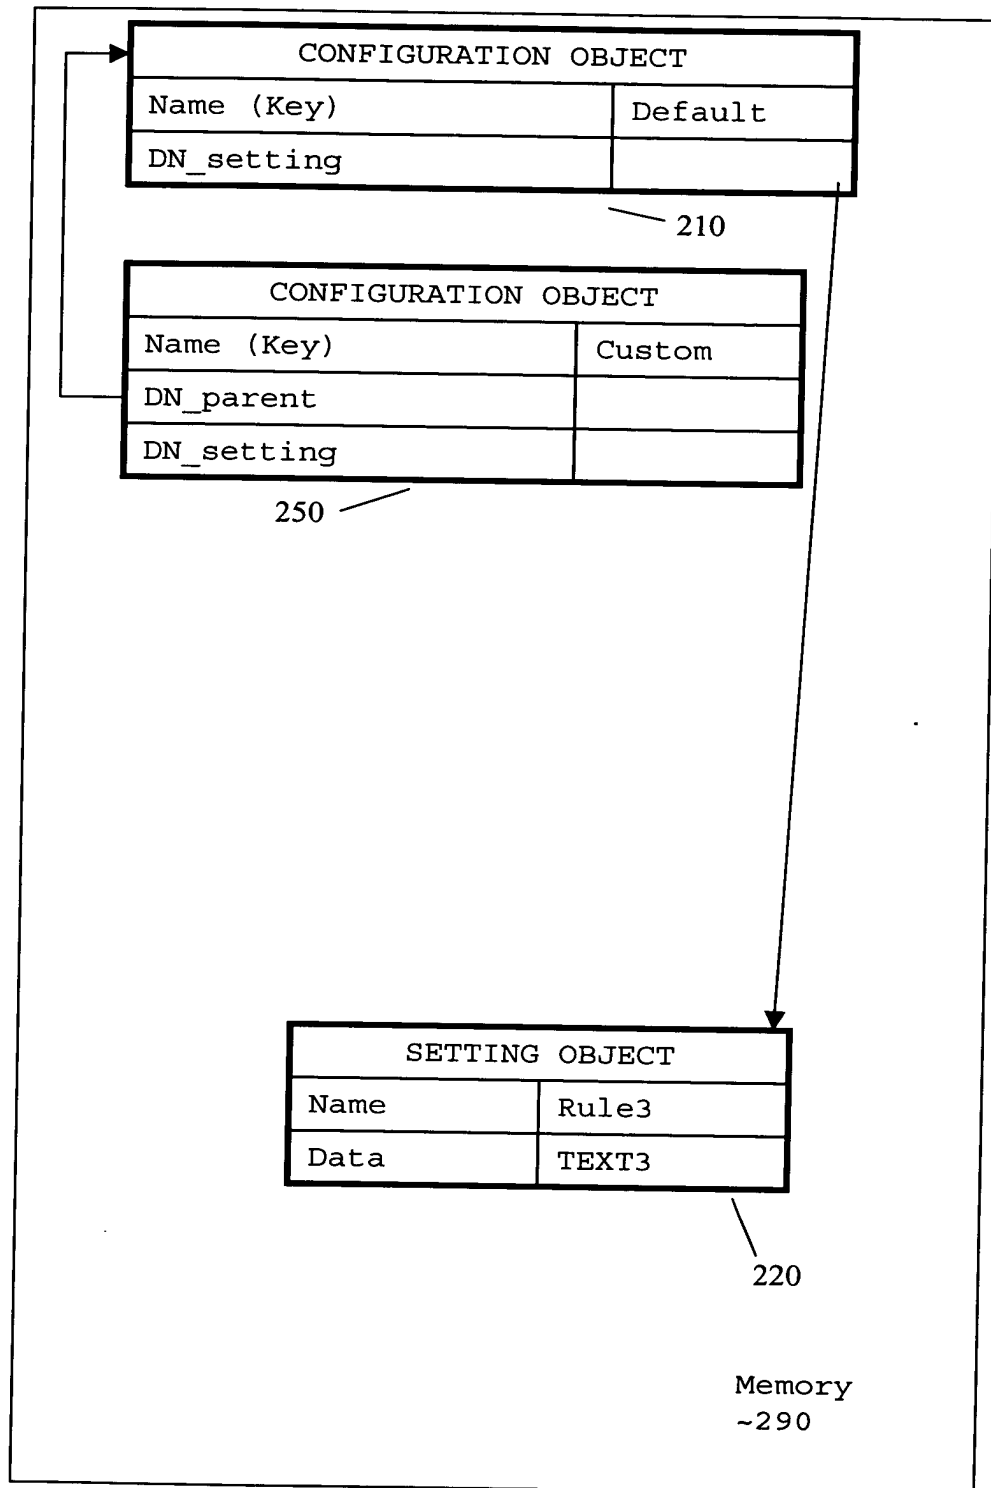 CONFIGURATION OBJECT
Name (Key) Default
DN_setting
210
CONFIGURATION OBJECT
Name (Key) Custom
DN_parent
DN_setting
250
SETTING OBJECT
Name Rule3
Data TEXT3
220
Memory
~290